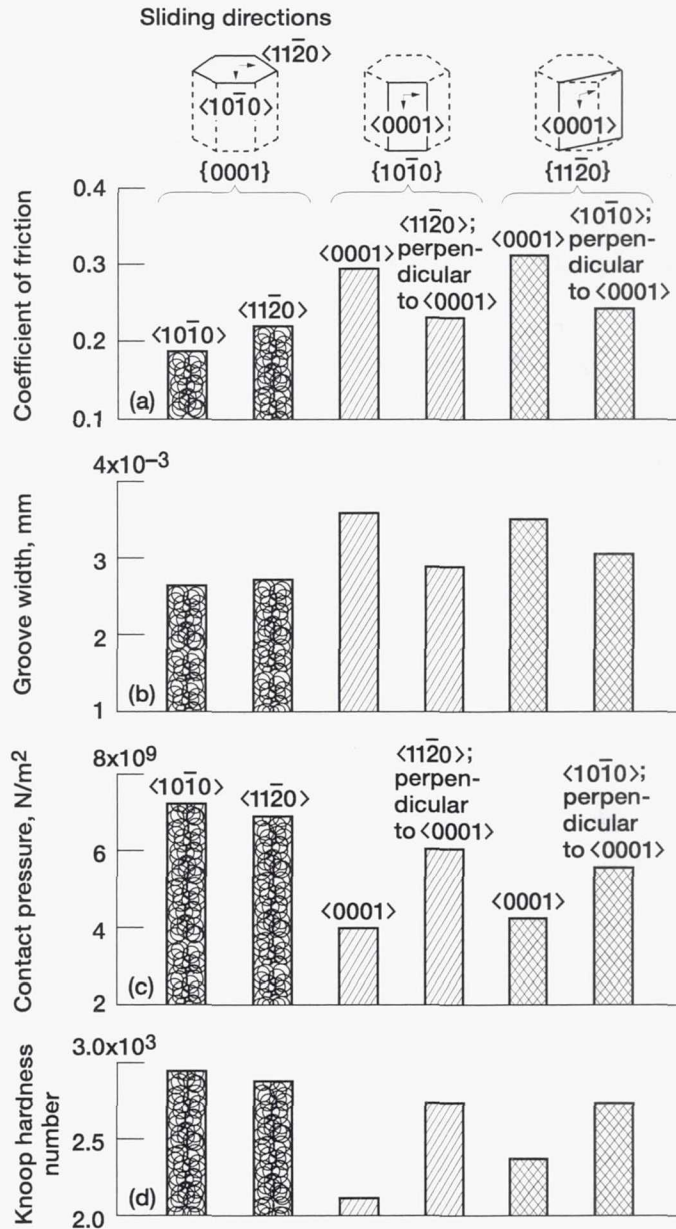 Sliding directions
⟨112̄0⟩
⟨101̄0⟩
⟨0001⟩
⟨0001⟩
{0001}
{101̄0}
{112̄0}
Coefficient of friction
0.4
0.3
0.2
0.1
(a)
⟨101̄0⟩
⟨112̄0⟩
⟨0001⟩
⟨112̄0⟩;
perpen-
dicular
to ⟨0001⟩
⟨0001⟩
⟨101̄0⟩;
perpen-
dicular
to ⟨0001⟩
Groove width, mm
4x10⁻³
3
2
1
(b)
Contact pressure, N/m²
8x10⁹
6
4
2
(c)
⟨101̄0⟩
⟨112̄0⟩
⟨0001⟩
⟨112̄0⟩;
perpen-
dicular
to ⟨0001⟩
⟨0001⟩
⟨101̄0⟩;
perpen-
dicular
to ⟨0001⟩
Knoop hardness
number
3.0x10³
2.5
2.0
(d)